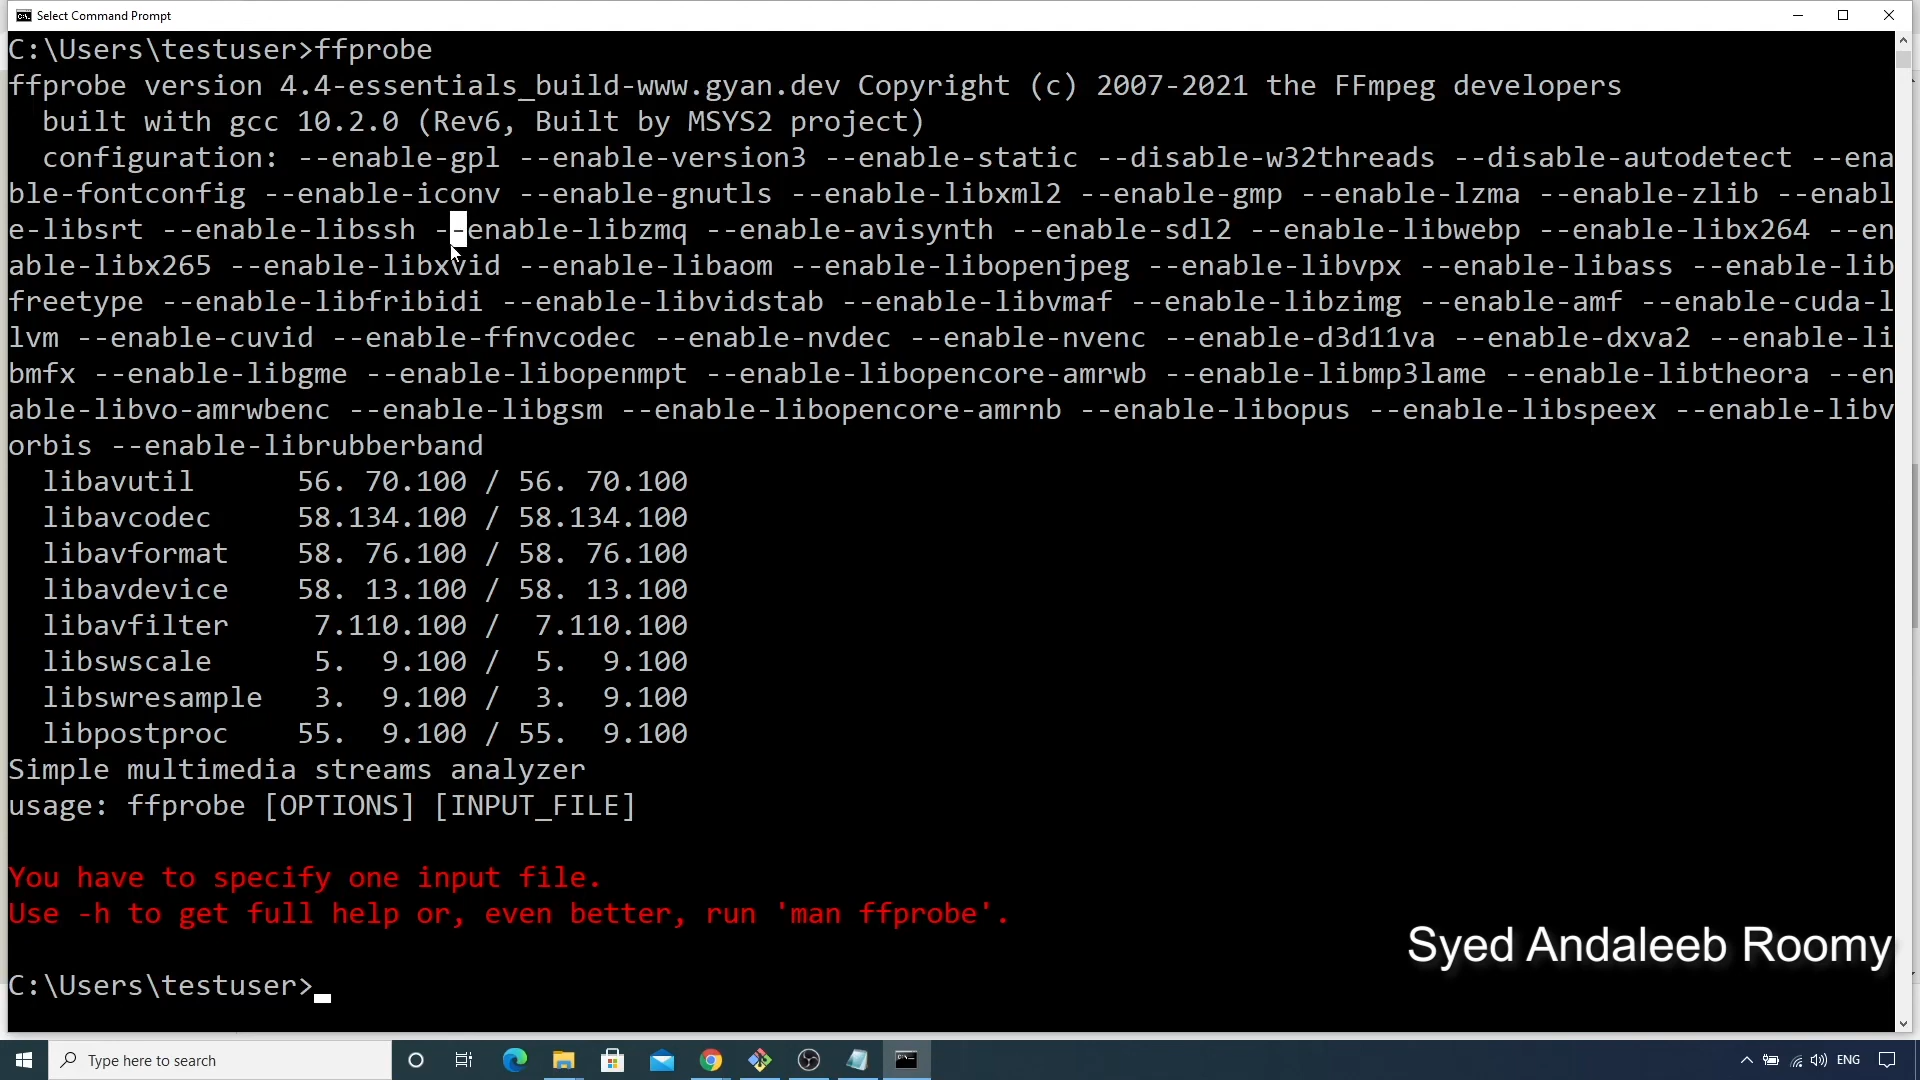 Select Command Prompt
C:\Users\testuser>ffprobe
ffprobe version 4.4-essentials_build-www.gyan.dev Copyright (c) 2007-2021 the FFmpeg developers
  built with gcc 10.2.0 (Rev6, Built by MSYS2 project)
  configuration: --enable-gpl --enable-version3 --enable-static --disable-w32threads --disable-autodetect --ena
ble-fontconfig --enable-iconv --enable-gnutls --enable-libxml2 --enable-gmp --enable-lzma --enable-zlib --enabl
e-libsrt --enable-libssh --enable-libzmq --enable-avisynth --enable-sdl2 --enable-libwebp --enable-libx264 --en
able-libx265 --enable-libxvid --enable-libaom --enable-libopenjpeg --enable-libvpx --enable-libass --enable-lib
freetype --enable-libfribidi --enable-libvidstab --enable-libvmaf --enable-libzimg --enable-amf --enable-cuda-l
lvm --enable-cuvid --enable-ffnvcodec --enable-nvdec --enable-nvenc --enable-d3d11va --enable-dxva2 --enable-li
bmfx --enable-libgme --enable-libopenmpt --enable-libopencore-amrwb --enable-libmp3lame --enable-libtheora --en
able-libvo-amrwbenc --enable-libgsm --enable-libopencore-amrnb --enable-libopus --enable-libspeex --enable-libv
orbis --enable-librubberband
  libavutil      56. 70.100 / 56. 70.100
  libavcodec     58.134.100 / 58.134.100
  libavformat    58. 76.100 / 58. 76.100
  libavdevice    58. 13.100 / 58. 13.100
  libavfilter     7.110.100 /  7.110.100
  libswscale      5.  9.100 /  5.  9.100
  libswresample   3.  9.100 /  3.  9.100
  libpostproc    55.  9.100 / 55.  9.100
Simple multimedia streams analyzer
usage: ffprobe [OPTIONS] [INPUT_FILE]
You have to specify one input file.
Use -h to get full help or, even better, run 'man ffprobe'.
Syed Andaleeb Roomy
C:\Users\testuser>
Type here to search
ENG